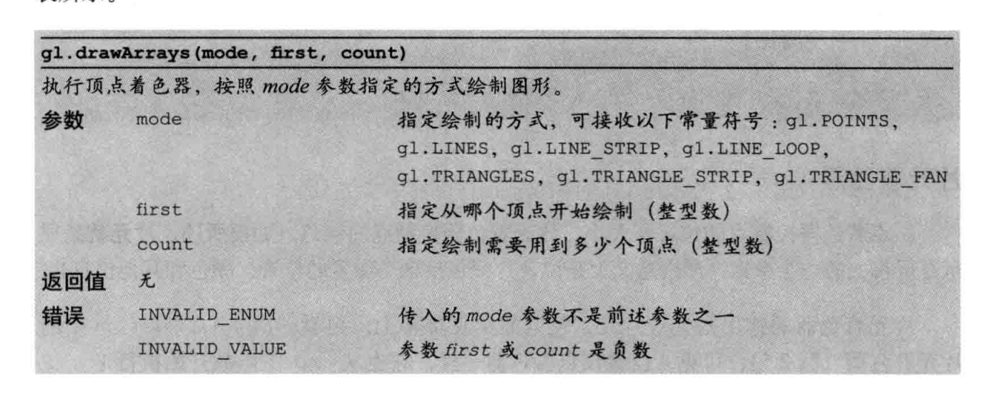 gl.drawArrays(mode, first, count)
执行顶点着色器，按照 mode 参数指定的方式绘制图形。
参数 mode 指定绘制的方式，可接收以下常量符号：gl.POINTS,
gl.LINES, gl.LINE_STRIP, gl.LINE_LOOP,
gl.TRIANGLES, gl.TRIANGLE_STRIP, gl.TRIANGLE_FAN
first 指定从哪个顶点开始绘制（整型数）
count 指定绘制需要用到多少个顶点（整型数）
返回值 无
错误 INVALID_ENUM 传入的 mode 参数不是前述参数之一
INVALID_VALUE 参数 first 或 count 是负数